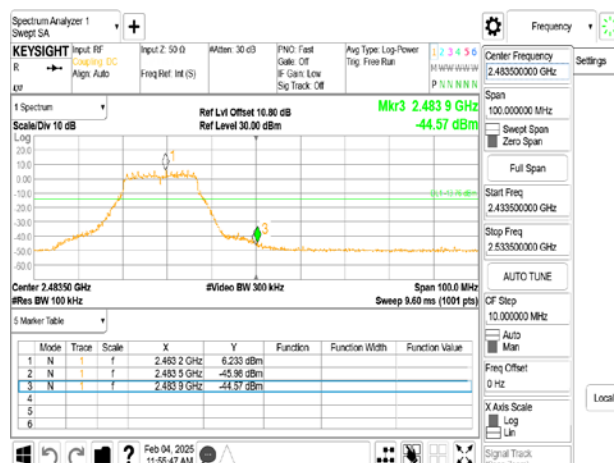 Spectrum Analyzer 1
Swept SA
Frequency
KEYSIGHT
R
Input: RF
Coupling: DC
Align: Auto
Input Z: 50 Ω
Freq Ref: Int (S)
#Atten: 30 dB
PNO: Fast
Gate: Off
IF Gain: Low
Sig Track: Off
Avg Type: Log-Power
Trig: Free Run
1 2 3 4 5 6
M W W W W W
P N N N N N
Center Frequency
2.483500000 GHz
Settings
Span
100.000000 MHz
Swept Span
Zero Span
Full Span
Start Freq
2.433500000 GHz
Stop Freq
2.533500000 GHz
AUTO TUNE
CF Step
10.000000 MHz
Auto
Man
Freq Offset
0 Hz
X Axis Scale
Log
Lin
Signal Track
Local
1 Spectrum
Scale/Div 10 dB
Ref Lvl Offset 10.80 dB
Ref Level 30.00 dBm
Mkr3 2.483 9 GHz
-44.57 dBm
Log
20.0
10.0
0.00
-10.0
-20.0
-30.0
-40.0
-50.0
-60.0
1
3
Center 2.48350 GHz
#Res BW 100 kHz
#Video BW 300 kHz
Span 100.0 MHz
Sweep 9.60 ms (1001 pts)
5 Marker Table
Mode Trace Scale X Y Function Function Width Function Value
1 N 1 f 2.463 2 GHz 6.233 dBm
2 N 1 f 2.483 5 GHz -45.98 dBm
3 N 1 f 2.483 9 GHz -44.57 dBm
4
5
6
?
Feb 04, 2025
11:55:47 AM